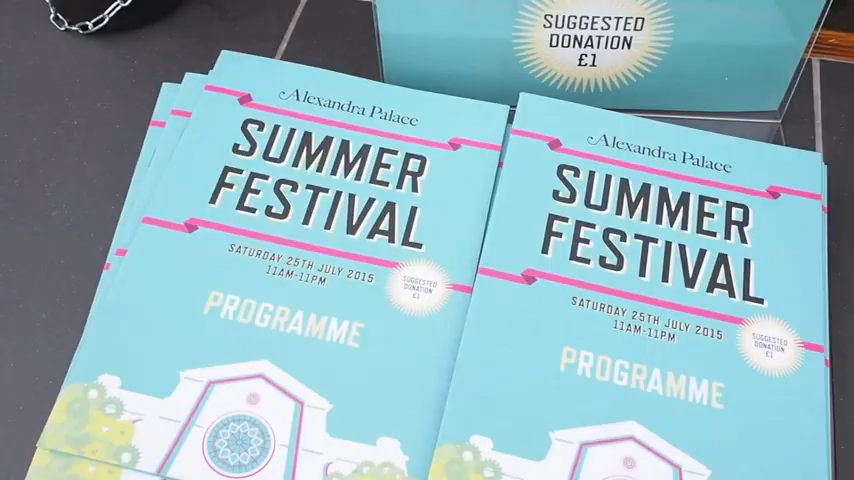 SUGGESTED
DONATION
£1
Alexandra Palace
SUMMER
FESTIVAL
SATURDAY 25TH JULY 2015
11AM-11PM
SUGGESTED
DONATION
£1
PROGRAMME
Alexandra Palace
SUMMER
FESTIVAL
SATURDAY 25TH JULY 2015
11AM-11PM
SUGGESTED
DONATION
£1
PROGRAMME